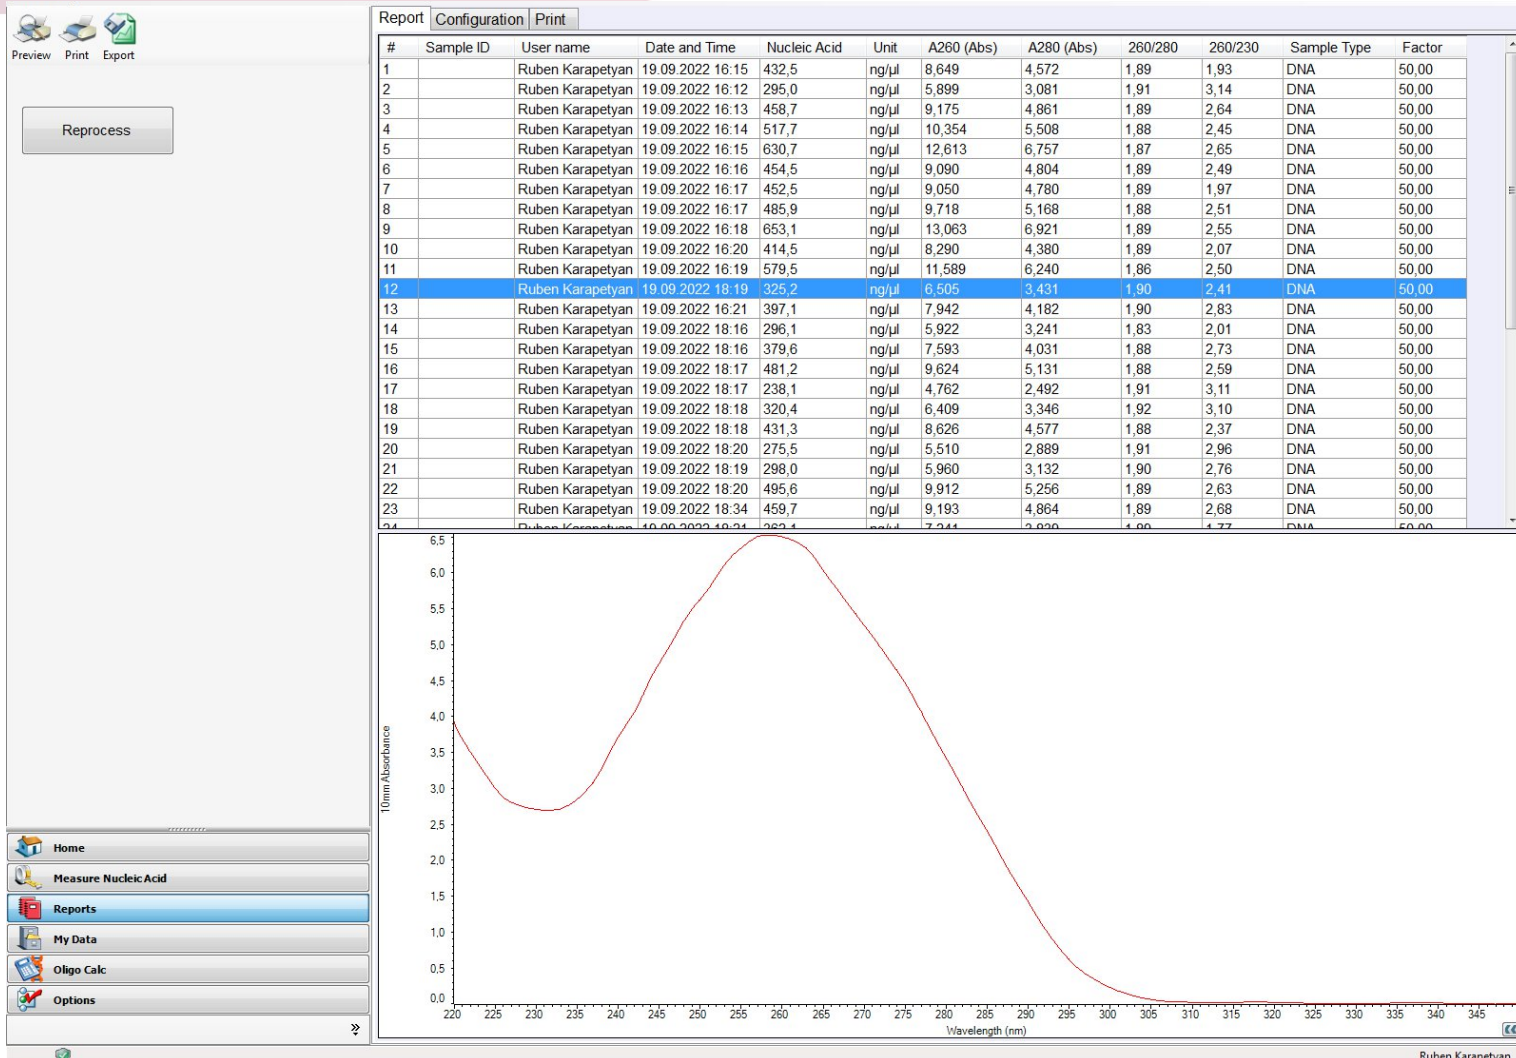 Report Configuration Print
Preview Print Export
# Sample ID User name Date and Time Nucleic Acid Unit A260 (Abs) A280 (Abs) 260/280 260/230 Sample Type Factor
1 Ruben Karapetyan 19.09.2022 16:15 432,5 ng/µl 8,649 4,572 1,89 1,93 DNA 50,00
2 Ruben Karapetyan 19.09.2022 16:12 295,0 ng/µl 5,899 3,081 1,91 3,14 DNA 50,00
3 Ruben Karapetyan 19.09.2022 16:13 458,7 ng/µl 9,175 4,861 1,89 2,64 DNA 50,00
4 Ruben Karapetyan 19.09.2022 16:14 517,7 ng/µl 10,354 5,508 1,88 2,45 DNA 50,00
5 Ruben Karapetyan 19.09.2022 16:15 630,7 ng/µl 12,613 6,757 1,87 2,65 DNA 50,00
6 Ruben Karapetyan 19.09.2022 16:16 454,5 ng/µl 9,090 4,804 1,89 2,49 DNA 50,00
7 Ruben Karapetyan 19.09.2022 16:17 452,5 ng/µl 9,050 4,780 1,89 1,97 DNA 50,00
8 Ruben Karapetyan 19.09.2022 16:17 485,9 ng/µl 9,718 5,168 1,88 2,51 DNA 50,00
9 Ruben Karapetyan 19.09.2022 16:18 653,1 ng/µl 13,063 6,921 1,89 2,55 DNA 50,00
10 Ruben Karapetyan 19.09.2022 16:20 414,5 ng/µl 8,290 4,380 1,89 2,07 DNA 50,00
11 Ruben Karapetyan 19.09.2022 16:19 579,5 ng/µl 11,589 6,240 1,86 2,50 DNA 50,00
12 Ruben Karapetyan 19.09.2022 18:19 325,2 ng/µl 6,505 3,431 1,90 2,41 DNA 50,00
13 Ruben Karapetyan 19.09.2022 16:21 397,1 ng/µl 7,942 4,182 1,90 2,83 DNA 50,00
14 Ruben Karapetyan 19.09.2022 18:16 296,1 ng/µl 5,922 3,241 1,83 2,01 DNA 50,00
15 Ruben Karapetyan 19.09.2022 18:16 379,6 ng/µl 7,593 4,031 1,88 2,73 DNA 50,00
16 Ruben Karapetyan 19.09.2022 18:17 481,2 ng/µl 9,624 5,131 1,88 2,59 DNA 50,00
17 Ruben Karapetyan 19.09.2022 18:17 238,1 ng/µl 4,762 2,492 1,91 3,11 DNA 50,00
18 Ruben Karapetyan 19.09.2022 18:18 320,4 ng/µl 6,409 3,346 1,92 3,10 DNA 50,00
19 Ruben Karapetyan 19.09.2022 18:18 431,3 ng/µl 8,626 4,577 1,88 2,37 DNA 50,00
20 Ruben Karapetyan 19.09.2022 18:20 275,5 ng/µl 5,510 2,889 1,91 2,96 DNA 50,00
21 Ruben Karapetyan 19.09.2022 18:19 298,0 ng/µl 5,960 3,132 1,90 2,76 DNA 50,00
22 Ruben Karapetyan 19.09.2022 18:20 495,6 ng/µl 9,912 5,256 1,89 2,63 DNA 50,00
23 Ruben Karapetyan 19.09.2022 18:34 459,7 ng/µl 9,193 4,864 1,89 2,68 DNA 50,00
Reprocess
Home
Measure Nucleic Acid
Reports
My Data
Oligo Calc
Options
10mm Absorbance
6,5
6,0
5,5
5,0
4,5
4,0
3,5
3,0
2,5
2,0
1,5
1,0
0,5
0,0
220 225 230 235 240 245 250 255 260 265 270 275 280 285 290 295 300 305 310 315 320 325 330 335 340 345
Wavelength (nm)
Ruben Karapetyan